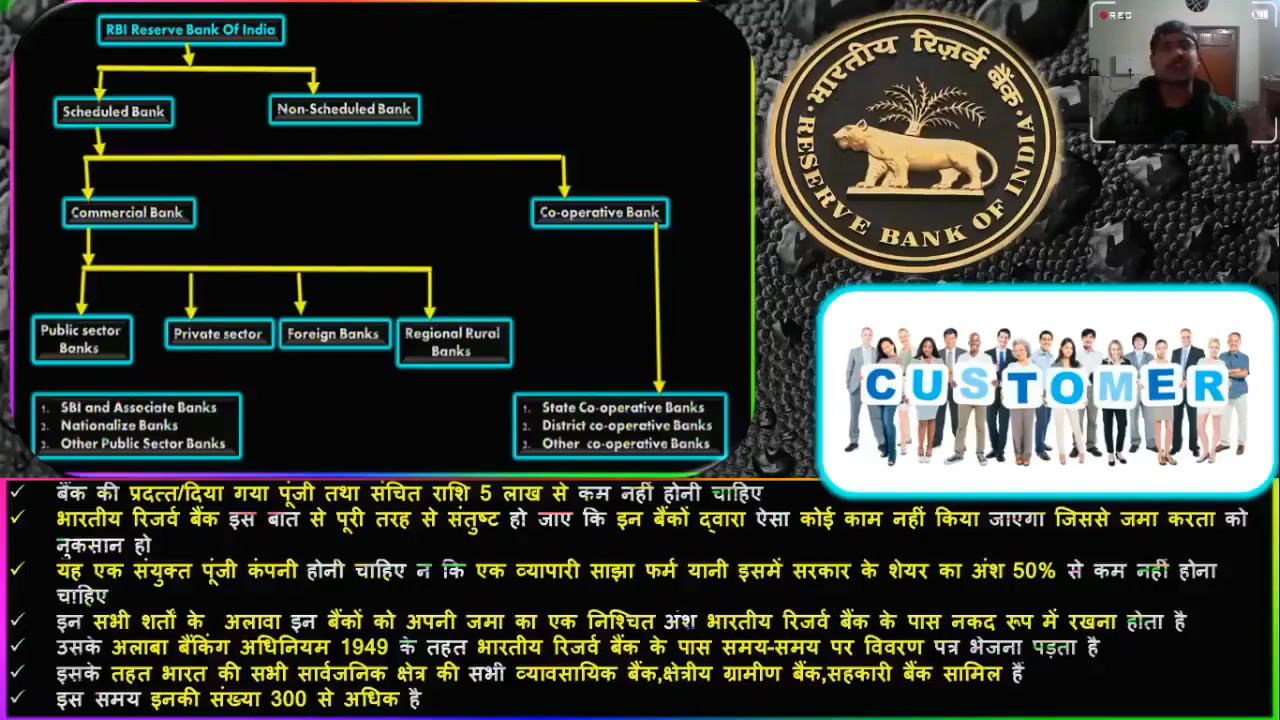 RBI Reserve Bank Of India
Scheduled Bank
Non-Scheduled Bank
Commercial Bank
Co-operative Bank
Public sector
Banks
Private sector
Foreign Banks
Regional Rural
Banks
1. SBI and Associate Banks
2. Nationalize Banks
3. Other Public Sector Banks
1. State Co-operative Banks
2. District co-operative Banks
3. Other co-operative Banks
भारतीय रिज़र्व बैंक
RESERVE BANK OF INDIA
REC
CUSTOMER
✓ बैंक की प्रदत्त/दिया गया पूंजी तथा संचित राशि 5 लाख से कम नहीं होनी चाहिए
✓ भारतीय रिजर्व बैंक इस बात से पूरी तरह से संतुष्ट हो जाए कि इन बैंकों द्वारा ऐसा कोई काम नहीं किया जाएगा जिससे जमा करता को
नुकसान हो
✓ यह एक संयुक्त पूंजी कंपनी होनी चाहिए न कि एक व्यापारी साझा फर्म यानी इसमें सरकार के शेयर का अंश 50% से कम नहीं होना
चाहिए
✓ इन सभी शर्तों के अलावा इन बैंकों को अपनी जमा का एक निश्चित अंश भारतीय रिजर्व बैंक के पास नकद रूप में रखना होता है
✓ उसके अलाबा बैंकिंग अधिनियम 1949 के तहत भारतीय रिजर्व बैंक के पास समय-समय पर विवरण पत्र भेजना पड़ता है
✓ इसके तहत भारत की सभी सार्वजनिक क्षेत्र की सभी व्यावसायिक बैंक,क्षेत्रीय ग्रामीण बैंक,सहकारी बैंक सामिल हैं
✓ इस समय इनकी संख्या 300 से अधिक है